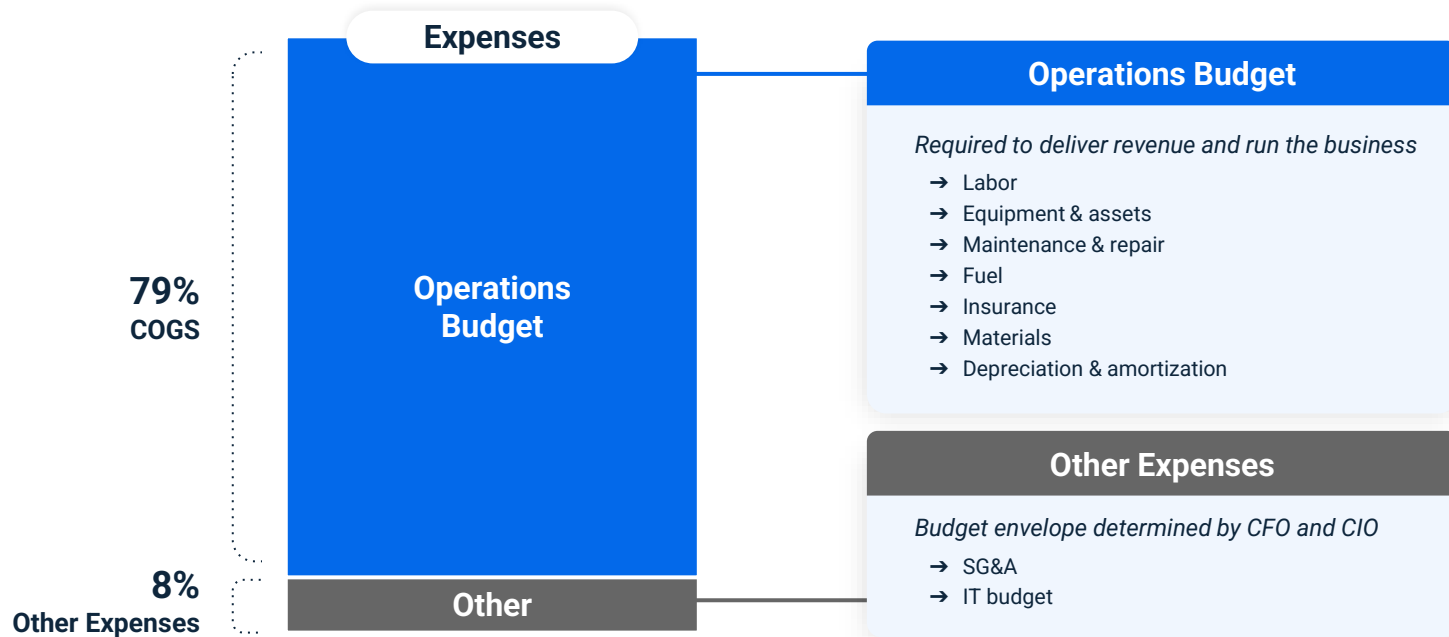 Expenses
79%
COGS
Operations
Budget
8%
Other Expenses
Other
Operations Budget
Required to deliver revenue and run the business
➔ Labor
➔ Equipment & assets
➔ Maintenance & repair
➔ Fuel
➔ Insurance
➔ Materials
➔ Depreciation & amortization
Other Expenses
Budget envelope determined by CFO and CIO
➔ SG&A
➔ IT budget